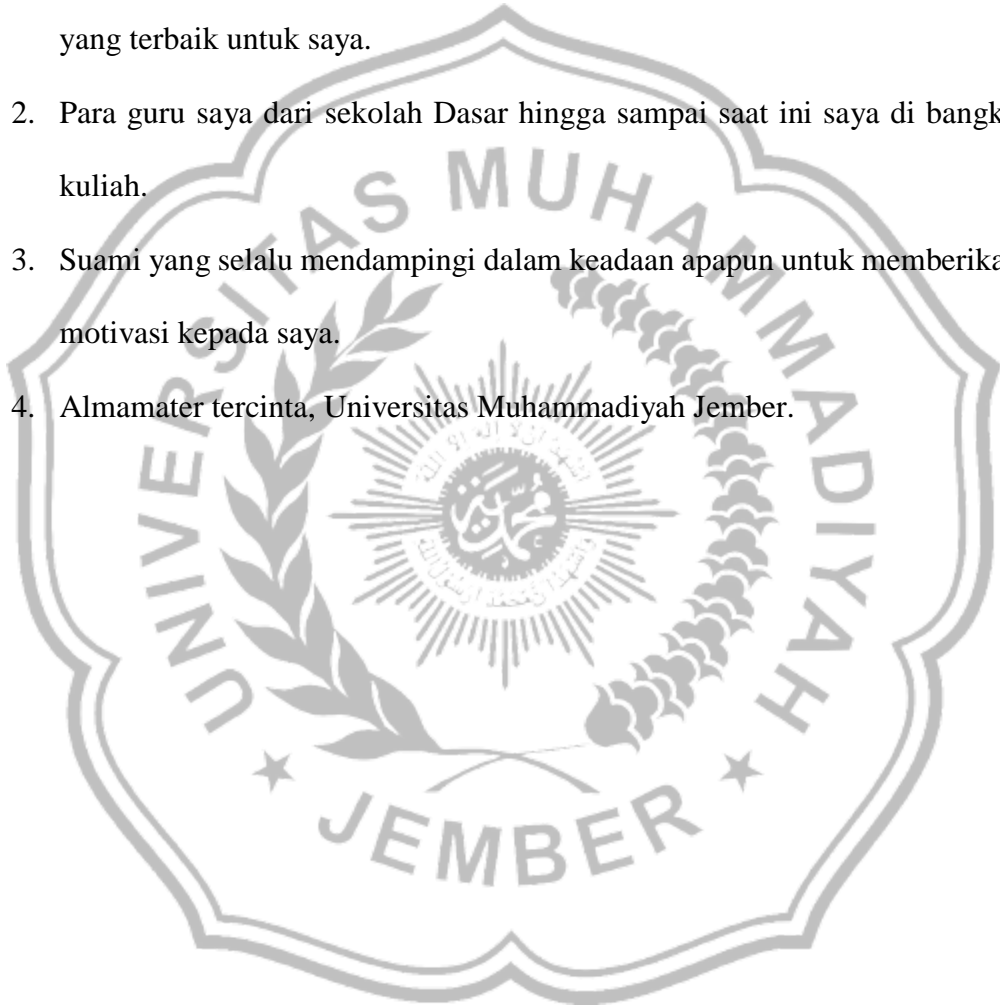 yang terbaik untuk saya.
2. Para guru saya dari sekolah Dasar hingga sampai saat ini saya di bangk
kuliah.
3. Suami yang selalu mendampingi dalam keadaan apapun untuk memberika
motivasi kepada saya.
4. Almamater tercinta, Universitas Muhammadiyah Jember.
UNIVERSITAS MUHAMMADIYAH
JEMBER